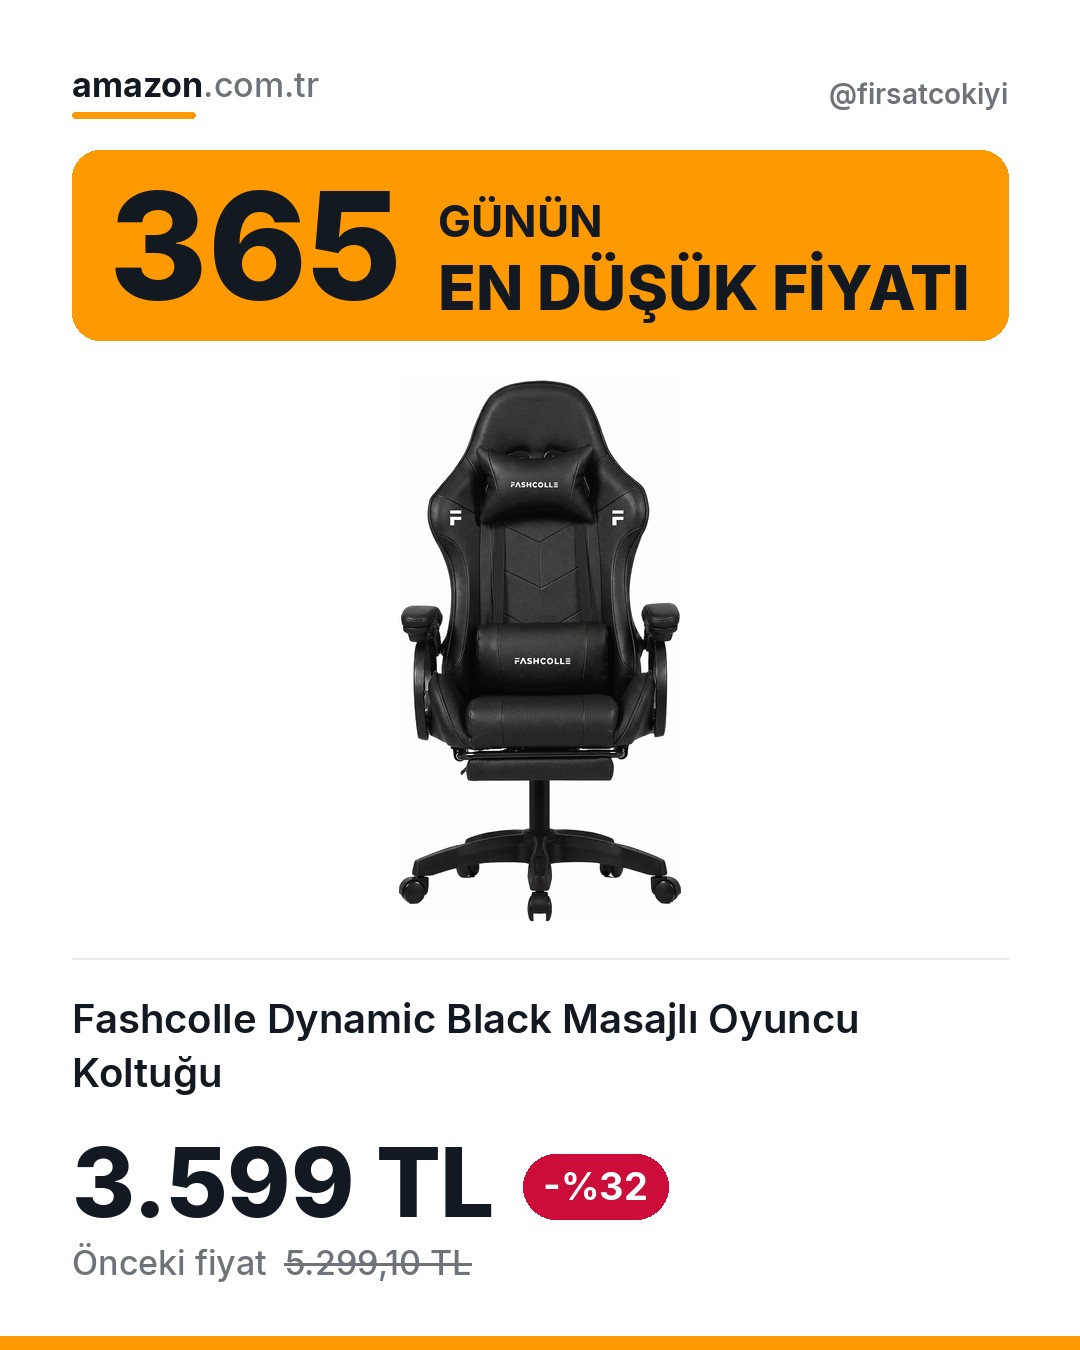 amazon.com.tr
@firsatcokiyi
365 GÜNÜN
EN DÜŞÜK FİYATI
FASHCOLLE
F F
FASHCOLLE
Fashcolle Dynamic Black Masajlı Oyuncu
Koltuğu
3.599 TL -%32
Önceki fiyat 5.299,10 TL